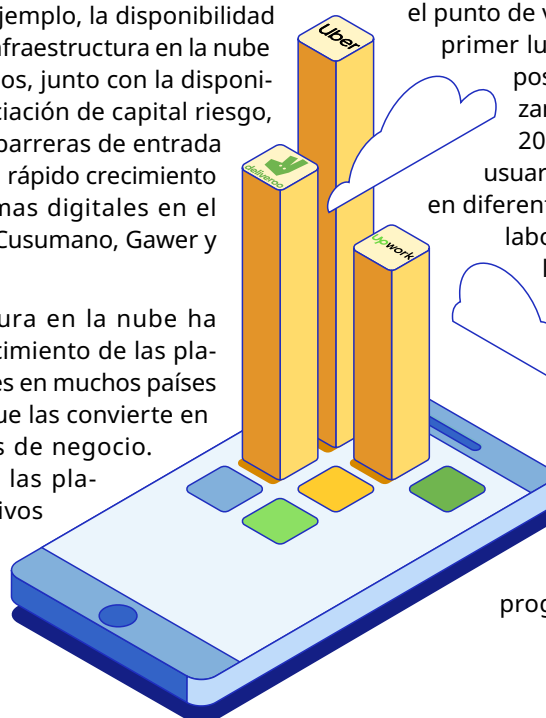 jemplo, la disponibilidad
nfraestructura en la nube
os, junto con la disponi-
ciación de capital riesgo,
barreras de entrada
rápido crecimiento
mas digitales en el
Cusumano, Gawer y
ura en la nube ha
cimiento de las pla-
es en muchos países
ue las convierte en
s de negocio.
las pla-
ivos
Uber
deliveroo
upwork
el punto de v
primer lu
pos
zar
20
usuar
en diferent
labo
prog